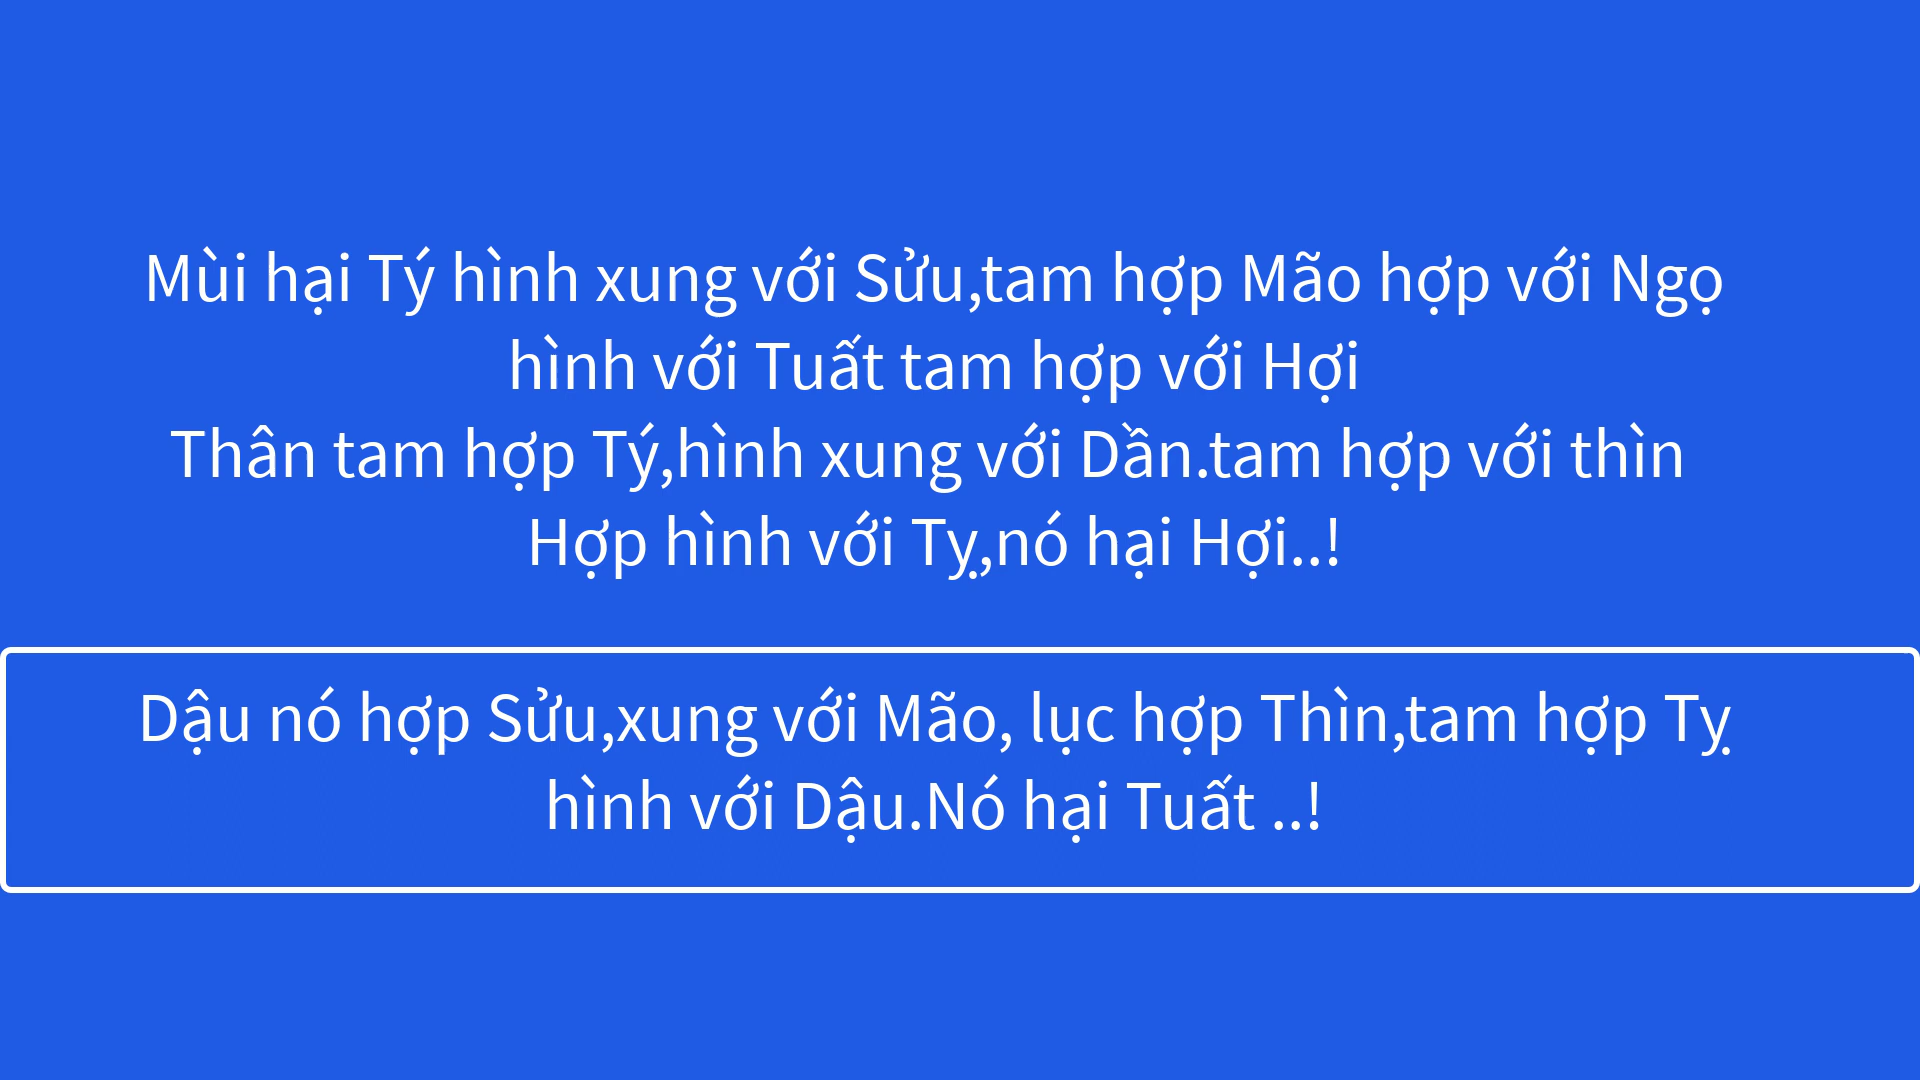 Mùi hại Tý hình xung với Sửu,tam hợp Mão hợp với Ngọ
hình với Tuất tam hợp với Hợi
Thân tam hợp Tý,hình xung với Dần.tam hợp với thìn
Hợp hình với Tỵ,nó hại Hợi..!
Dậu nó hợp Sửu,xung với Mão, lục hợp Thìn,tam hợp Tỵ
hình với Dậu.Nó hại Tuất ..!